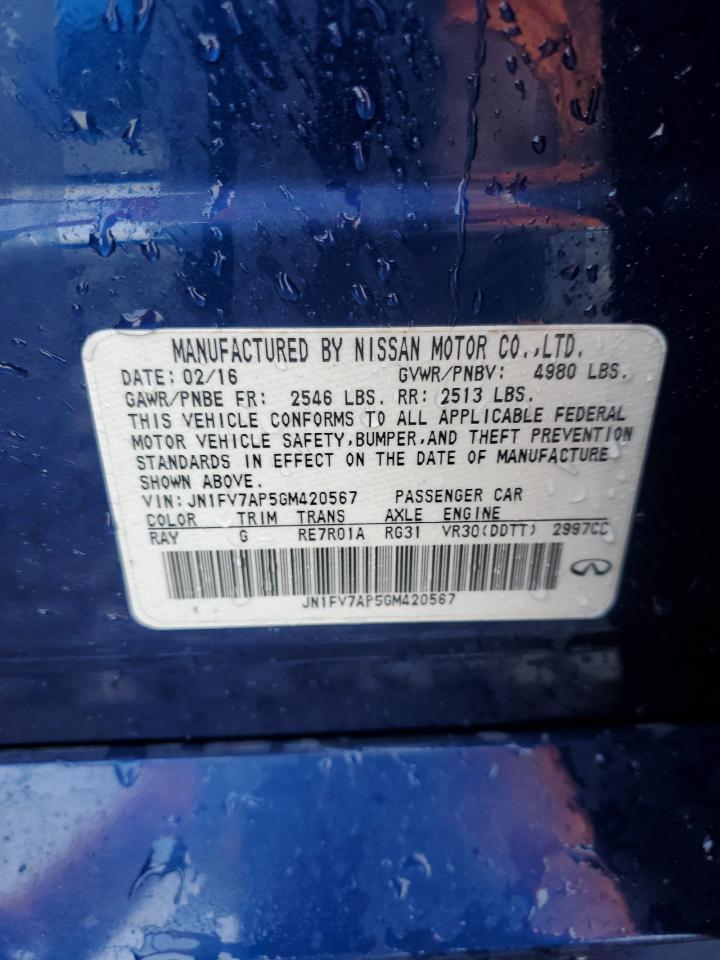 MANUFACTURED BY NISSAN MOTOR CO.,LTD.
DATE: 02/16 GVWR/PNBV: 4980 LBS.
GAWR/PNBE FR: 2546 LBS. RR: 2513 LBS.
THIS VEHICLE CONFORMS TO ALL APPLICABLE FEDERAL
MOTOR VEHICLE SAFETY,BUMPER,AND THEFT PREVENTION
STANDARDS IN EFFECT ON THE DATE OF MANUFACTURE
SHOWN ABOVE.
VIN: JN1FV7AP5GM420567 PASSENGER CAR
COLOR TRIM TRANS AXLE ENGINE
RAY G RE7R01A RG31 VR30(DDTT) 2997CC
JN1FV7AP5GM420567